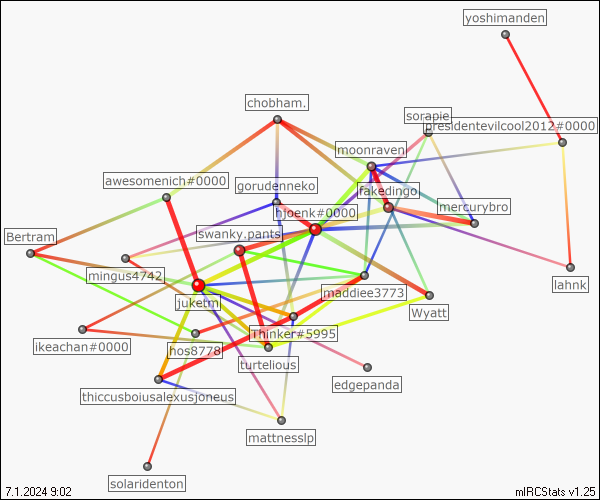 yoshimanden
chobham.
sorapie
presidentevilcool2012#0000
moonraven
awesomenich#0000
gorudenneko
fakedingo
mercurybro
hjoenk#0000
swanky.pants
Bertram
mingus4742
lahnk
juketm
maddiee3773
Wyatt
Thinker#5995
ikeachan#0000
hos8778
turtelious
edgepanda
thiccusboiusalexusjoneus
mattnesslp
solaridenton
7.1.2024 9:02
mIRCStats v1.25